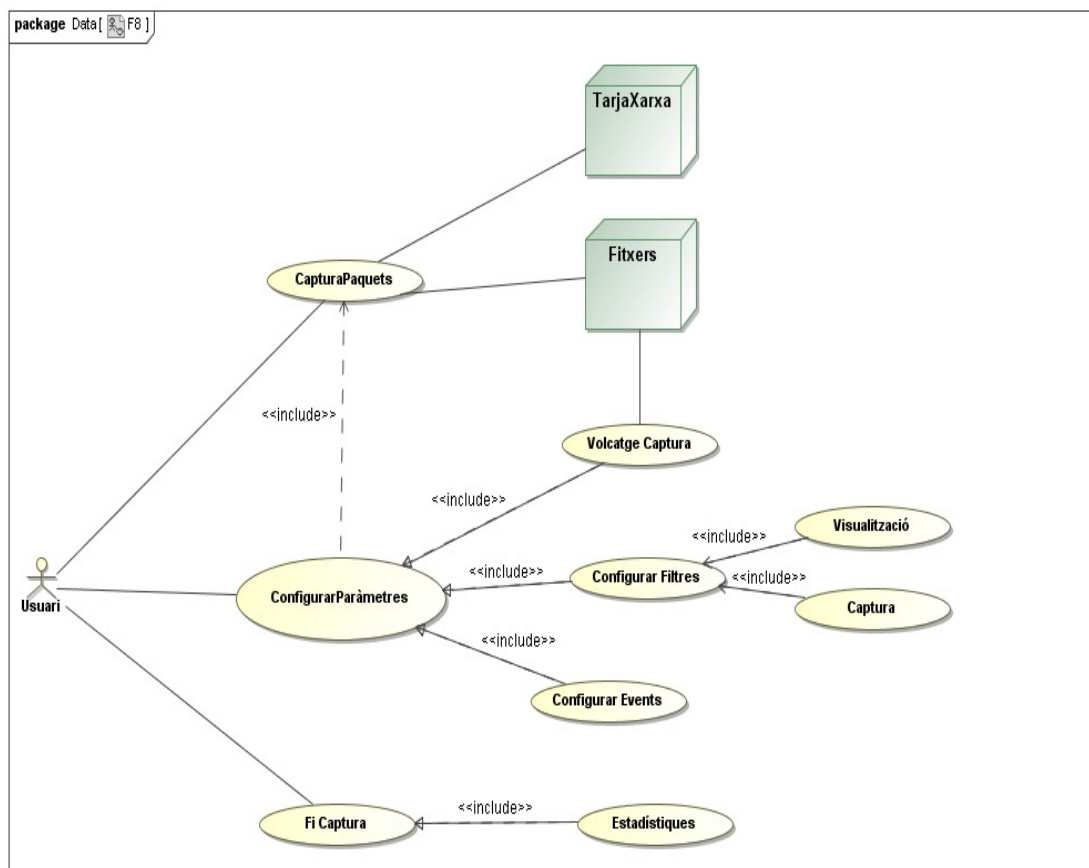 package Data[ F8 ]
TarjaXarxa
Fitxers
CapturaPaquets
<<include>>
Volcatge Captura
<<include>>
Visualització
<<include>>
<<include>>
Configurar Filtres
<<include>>
ConfigurarParàmetres
Usuari
Captura
<<include>>
Configurar Events
<<include>>
Fi Captura
Estadístiques